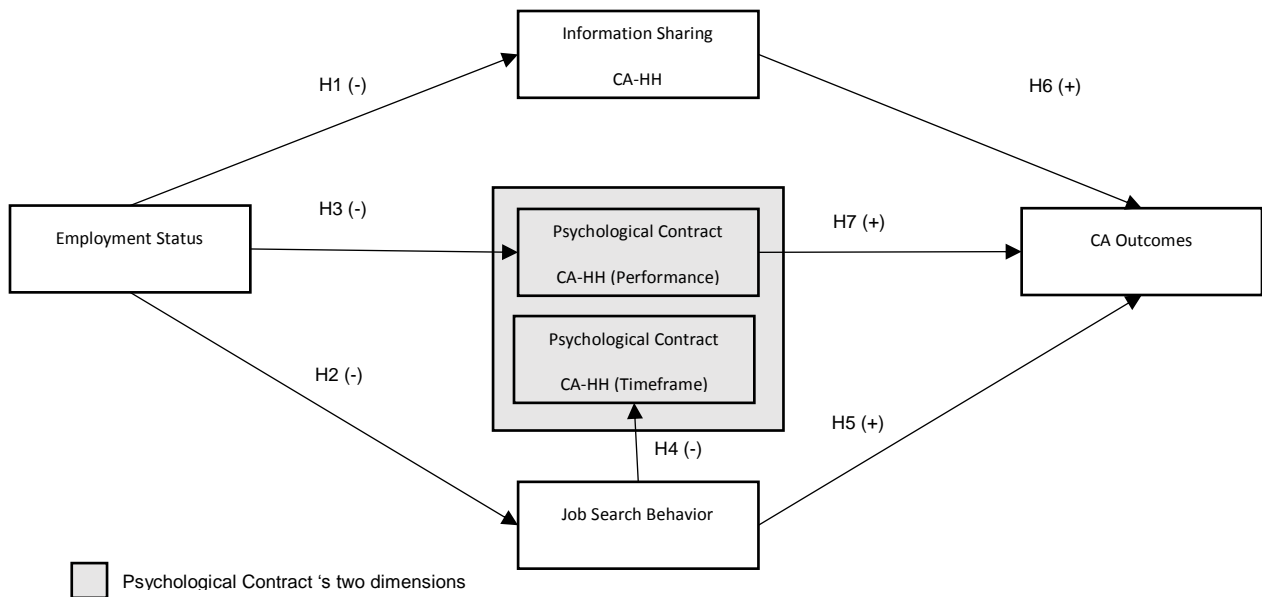 Information Sharing
CA-HH
H1 (-)
H6 (+)
H3 (-)
H7 (+)
Employment Status
Psychological Contract
CA-HH (Performance)
CA Outcomes
Psychological Contract
CA-HH (Timeframe)
H2 (-)
H5 (+)
H4 (-)
Job Search Behavior
Psychological Contract ‘s two dimensions